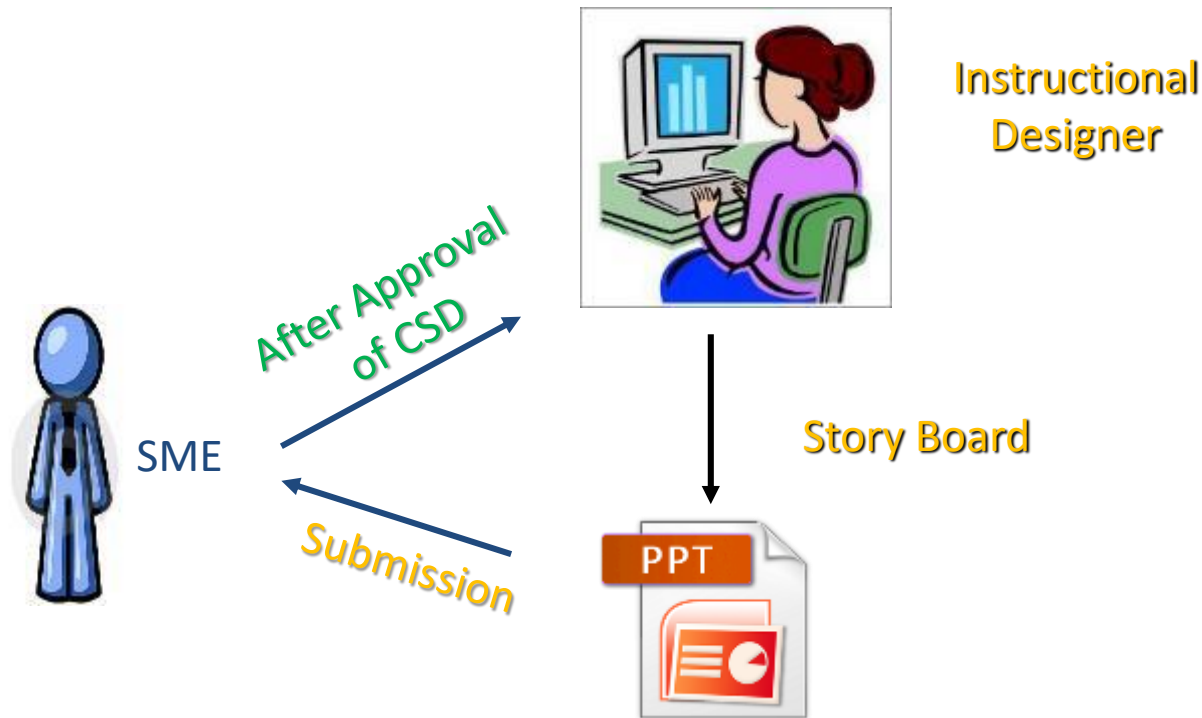 Instructional
Designer
After Approval
of CSD
SME
Story Board
Submission
PPT